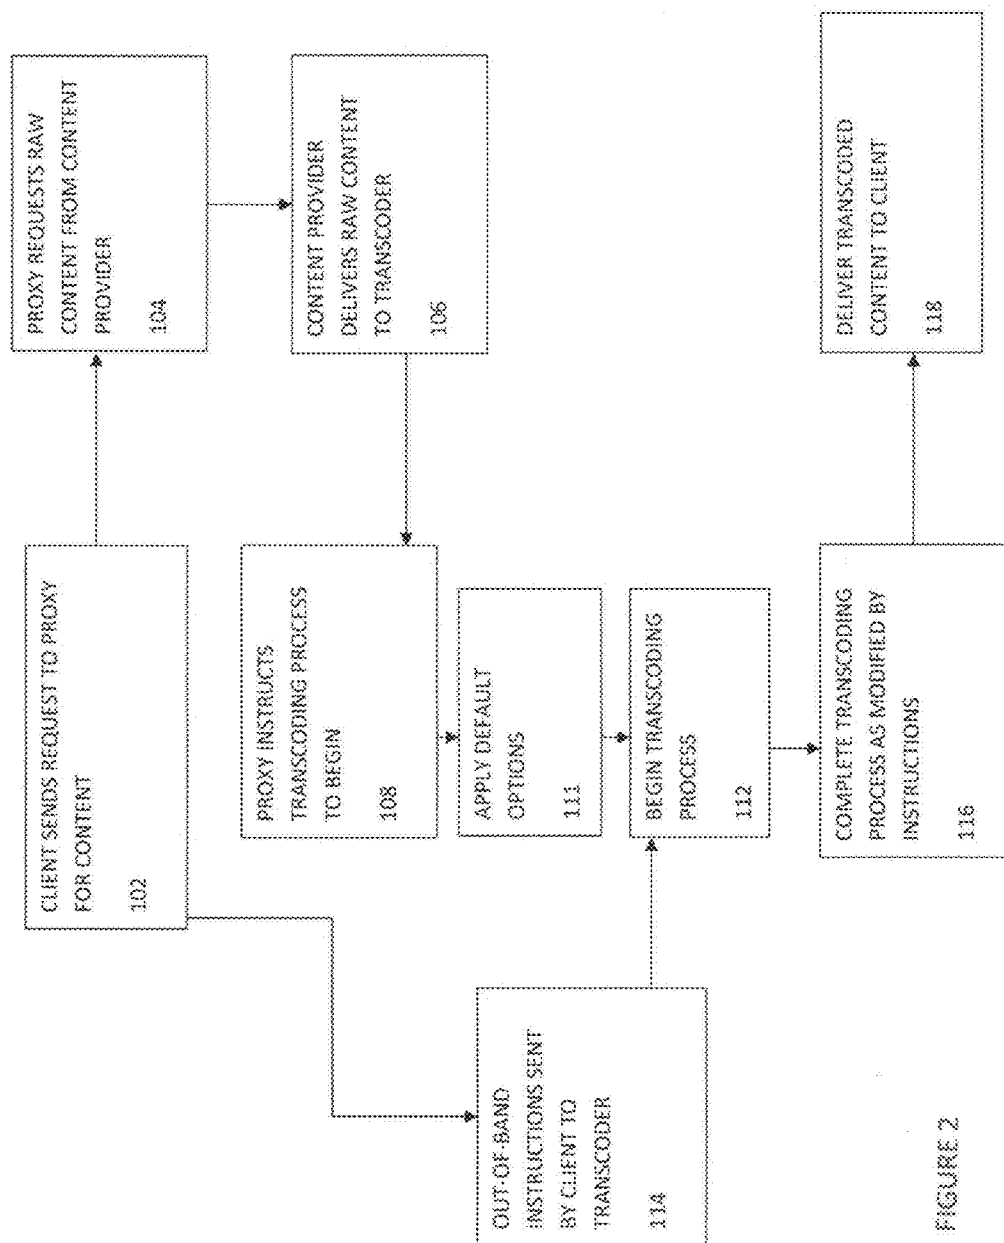 CLIENT SENDS REQUEST TO PROXY
FOR CONTENT
102
PROXY REQUESTS RAW
CONTENT FROM CONTENT
PROVIDER
104
CONTENT PROVIDER
DELIVERS RAW CONTENT
TO TRANSCODER
106
PROXY INSTRUCTS
TRANSCODING PROCESS
TO BEGIN
108
APPLY DEFAULT
OPTIONS
111
OUT-OF-BAND
INSTRUCTIONS SENT
BY CLIENT TO
TRANSCODER
114
BEGIN TRANSCODING
PROCESS
112
COMPLETE TRANSCODING
PROCESS AS MODIFIED BY
INSTRUCTIONS
116
DELIVER TRANSCODED
CONTENT TO CLIENT
118
FIGURE 2